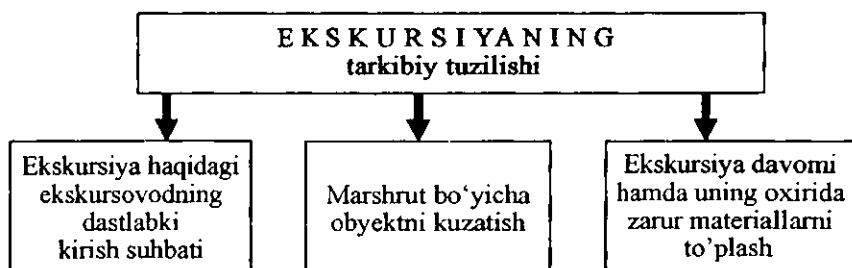 E K S K U R S I Y A N I N G
tarkibiy tuzilishi
Ekskursiya haqidagi
ekskursovodning
dastlabki
kirish suhbati
Marshrut bo‘yicha
obyektni kuzatish
Ekskursiya davomi
hamda uning oxirida
zarur materiallarni
to’plash